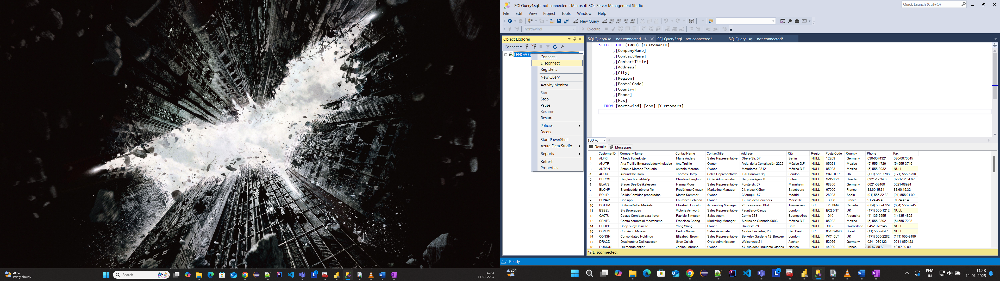 SQLQuery4.sql - not connected - Microsoft SQL Server Management Studio
Quick Launch (Ctrl+Q)
File Edit View Project Tools Window Help
New Query MDX DMX XMLA DAX
northwind Execute
Object Explorer
Connect
LENOVO
Connect...
Disconnect
Register...
New Query
Activity Monitor
Start
Stop
Pause
Resume
Restart
Policies
Facets
Start PowerShell
Azure Data Studio
Reports
Refresh
Properties
SQLQuery4.sql - not connected SQLQuery3.sql - not connected* SQLQuery1.sql - not connected*
SELECT TOP (1000) [CustomerID]
,[CompanyName]
,[ContactName]
,[ContactTitle]
,[Address]
,[City]
,[Region]
,[PostalCode]
,[Country]
,[Phone]
,[Fax]
FROM [northwind].[dbo].[Customers]
100 %
Results Messages
CustomerID CompanyName ContactName ContactTitle Address City Region PostalCode Country Phone Fax
1 ALFKI Alfreds Futterkiste Maria Anders Sales Representative Obere Str. 57 Berlin NULL 12209 Germany 030-0074321 030-0076545
2 ANATR Ana Trujillo Emparedados y helados Ana Trujillo Owner Avda. de la Constitución 2222 México D.F. NULL 05021 Mexico (5) 555-4729 (5) 555-3745
3 ANTON Antonio Moreno Taquería Antonio Moreno Owner Mataderos 2312 México D.F. NULL 05023 Mexico (5) 555-3932 NULL
4 AROUT Around the Horn Thomas Hardy Sales Representative 120 Hanover Sq. London NULL WA1 1DP UK (171) 555-7788 (171) 555-6750
5 BERGS Berglunds snabbköp Christina Berglund Order Administrator Berguvsvägen 8 Luleå NULL S-958 22 Sweden 0921-12 34 65 0921-12 34 67
6 BLAUS Blauer See Delikatessen Hanna Moos Sales Representative Forsterstr. 57 Mannheim NULL 68306 Germany 0621-08460 0621-08924
7 BLONP Blondesddsl père et fils Frédérique Citeaux Marketing Manager 24, place Kléber Strasbourg NULL 67000 France 88.60.15.31 88.60.15.32
8 BOLID Bólido Comidas preparadas Martín Sommer Owner C/ Araquil, 67 Madrid NULL 28023 Spain (91) 555 22 82 (91) 555 91 99
9 BONAP Bon app' Laurence Lebihan Owner 12, rue des Bouchers Marseille NULL 13008 France 91.24.45.40 91.24.45.41
10 BOTTM Bottom-Dollar Markets Elizabeth Lincoln Accounting Manager 23 Tsawassen Blvd. Tsawassen BC T2F 8M4 Canada (604) 555-4729 (604) 555-3745
11 BSBEV B's Beverages Victoria Ashworth Sales Representative Fauntleroy Circus London NULL EC2 5NT UK (171) 555-1212 NULL
12 CACTU Cactus Comidas para llevar Patricio Simpson Sales Agent Cerrito 333 Buenos Aires NULL 1010 Argentina (1) 135-5555 (1) 135-4892
13 CENTC Centro comercial Moctezuma Francisco Chang Marketing Manager Sierras de Granada 9993 México D.F. NULL 05022 Mexico (5) 555-3392 (5) 555-7293
14 CHOPS Chop-suey Chinese Yang Wang Owner Hauptstr. 29 Bern NULL 3012 Switzerland 0452-076545 NULL
15 COMMI Comércio Mineiro Pedro Afonso Sales Associate Av. dos Lusíadas, 23 Sao Paulo SP 05432-043 Brazil (11) 555-7647 NULL
16 CONSH Consolidated Holdings Elizabeth Brown Sales Representative Berkeley Gardens 12 Brewery London NULL WX1 6LT UK (171) 555-2282 (171) 555-9199
17 DRACD Drachenblut Delikatessen Sven Ottlieb Order Administrator Walserweg 21 Aachen NULL 52066 Germany 0241-039123 0241-059428
18 DUMON Du monde entier Janine Labrune Owner 67, rue des Cinquante Otages Nantes NULL 44000 France 40.67.88.88 40.67.89.89
Disconnected.
Ready
25°C
Partly cloudy
Search
11:43
11-01-2025
25°
ENG
IN
11:43
11-01-2025